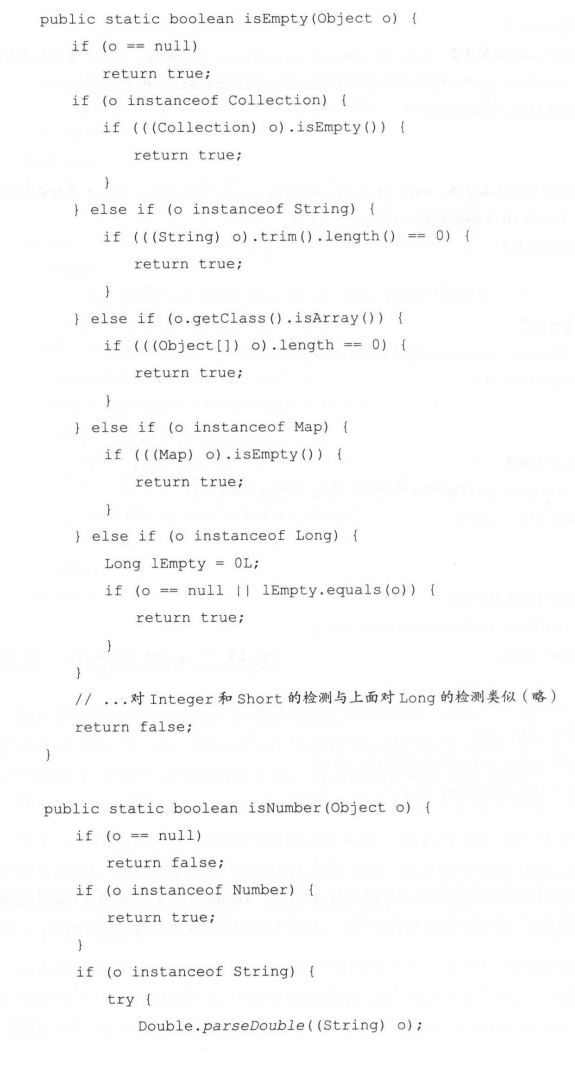 public static boolean isEmpty(Object o) {
if (o == null)
return true;
if (o instanceof Collection) {
if (((Collection) o).isEmpty()) {
return true;
}
} else if (o instanceof String) {
if (((String) o).trim().length() == 0) {
return true;
}
} else if (o.getClass().isArray()) {
if (((Object[]) o).length == 0) {
return true;
}
} else if (o instanceof Map) {
if (((Map) o).isEmpty()) {
return true;
}
} else if (o instanceof Long) {
Long lEmpty = 0L;
if (o == null || lEmpty.equals(o)) {
return true;
}
}
// ...对 Integer 和 Short 的检测与上面对 Long 的检测类似（略）
return false;
}
public static boolean isNumber(Object o) {
if (o == null)
return false;
if (o instanceof Number) {
return true;
}
if (o instanceof String) {
try {
Double.parseDouble((String) o);